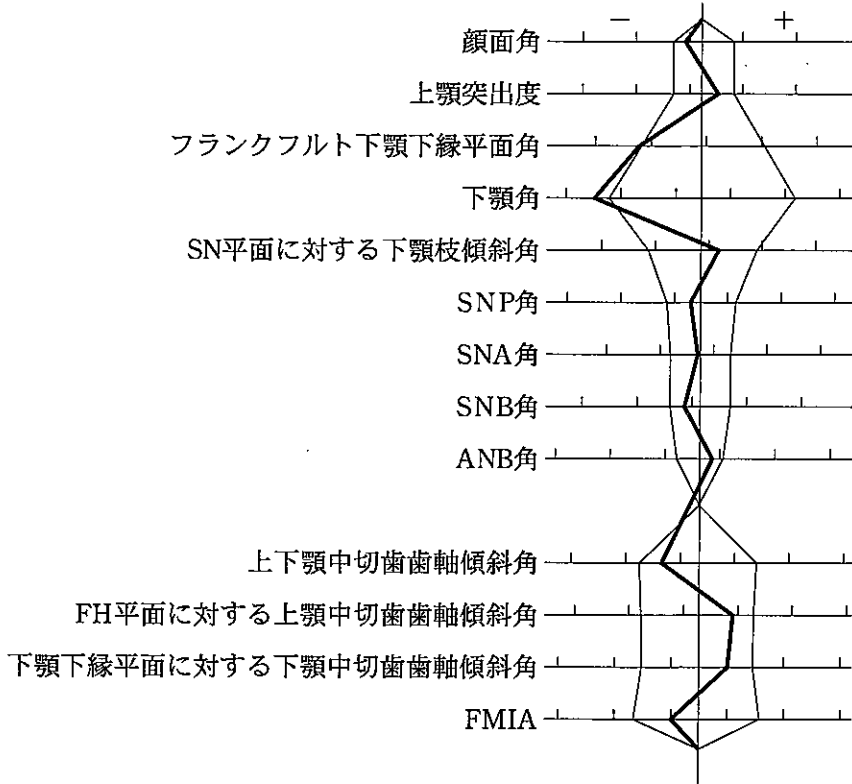 − +
顔面角
上顎突出度
フランクフルト下顎下縁平面角
下顎角
SN平面に対する下顎枝傾斜角
SNP角
SNA角
SNB角
ANB角
上下顎中切歯歯軸傾斜角
FH平面に対する上顎中切歯歯軸傾斜角
下顎下縁平面に対する下顎中切歯歯軸傾斜角
FMIA